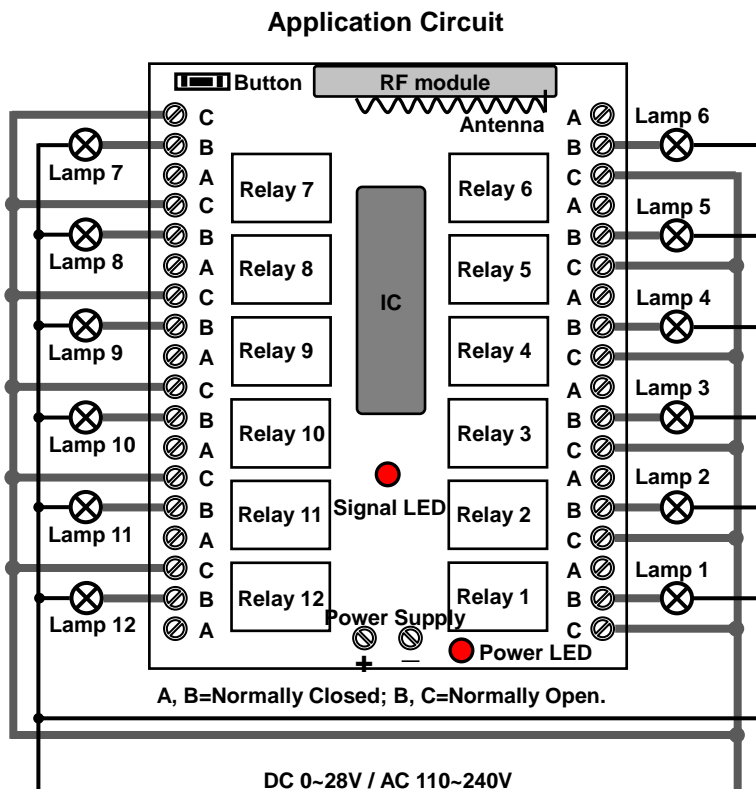 Application Circuit
Button
RF module
Antenna
C
B
A
C
B
A
C
B
A
C
B
A
C
B
A
C
B
A
Lamp 7
Lamp 8
Lamp 9
Lamp 10
Lamp 11
Lamp 12
Relay 7
Relay 8
Relay 9
Relay 10
Relay 11
Relay 12
IC
Signal LED
Relay 6
Relay 5
Relay 4
Relay 3
Relay 2
Relay 1
A
B
C
A
B
C
A
B
C
A
B
C
A
B
C
A
B
C
Lamp 6
Lamp 5
Lamp 4
Lamp 3
Lamp 2
Lamp 1
Power Supply
+ –
Power LED
A, B=Normally Closed; B, C=Normally Open.
DC 0~28V / AC 110~240V